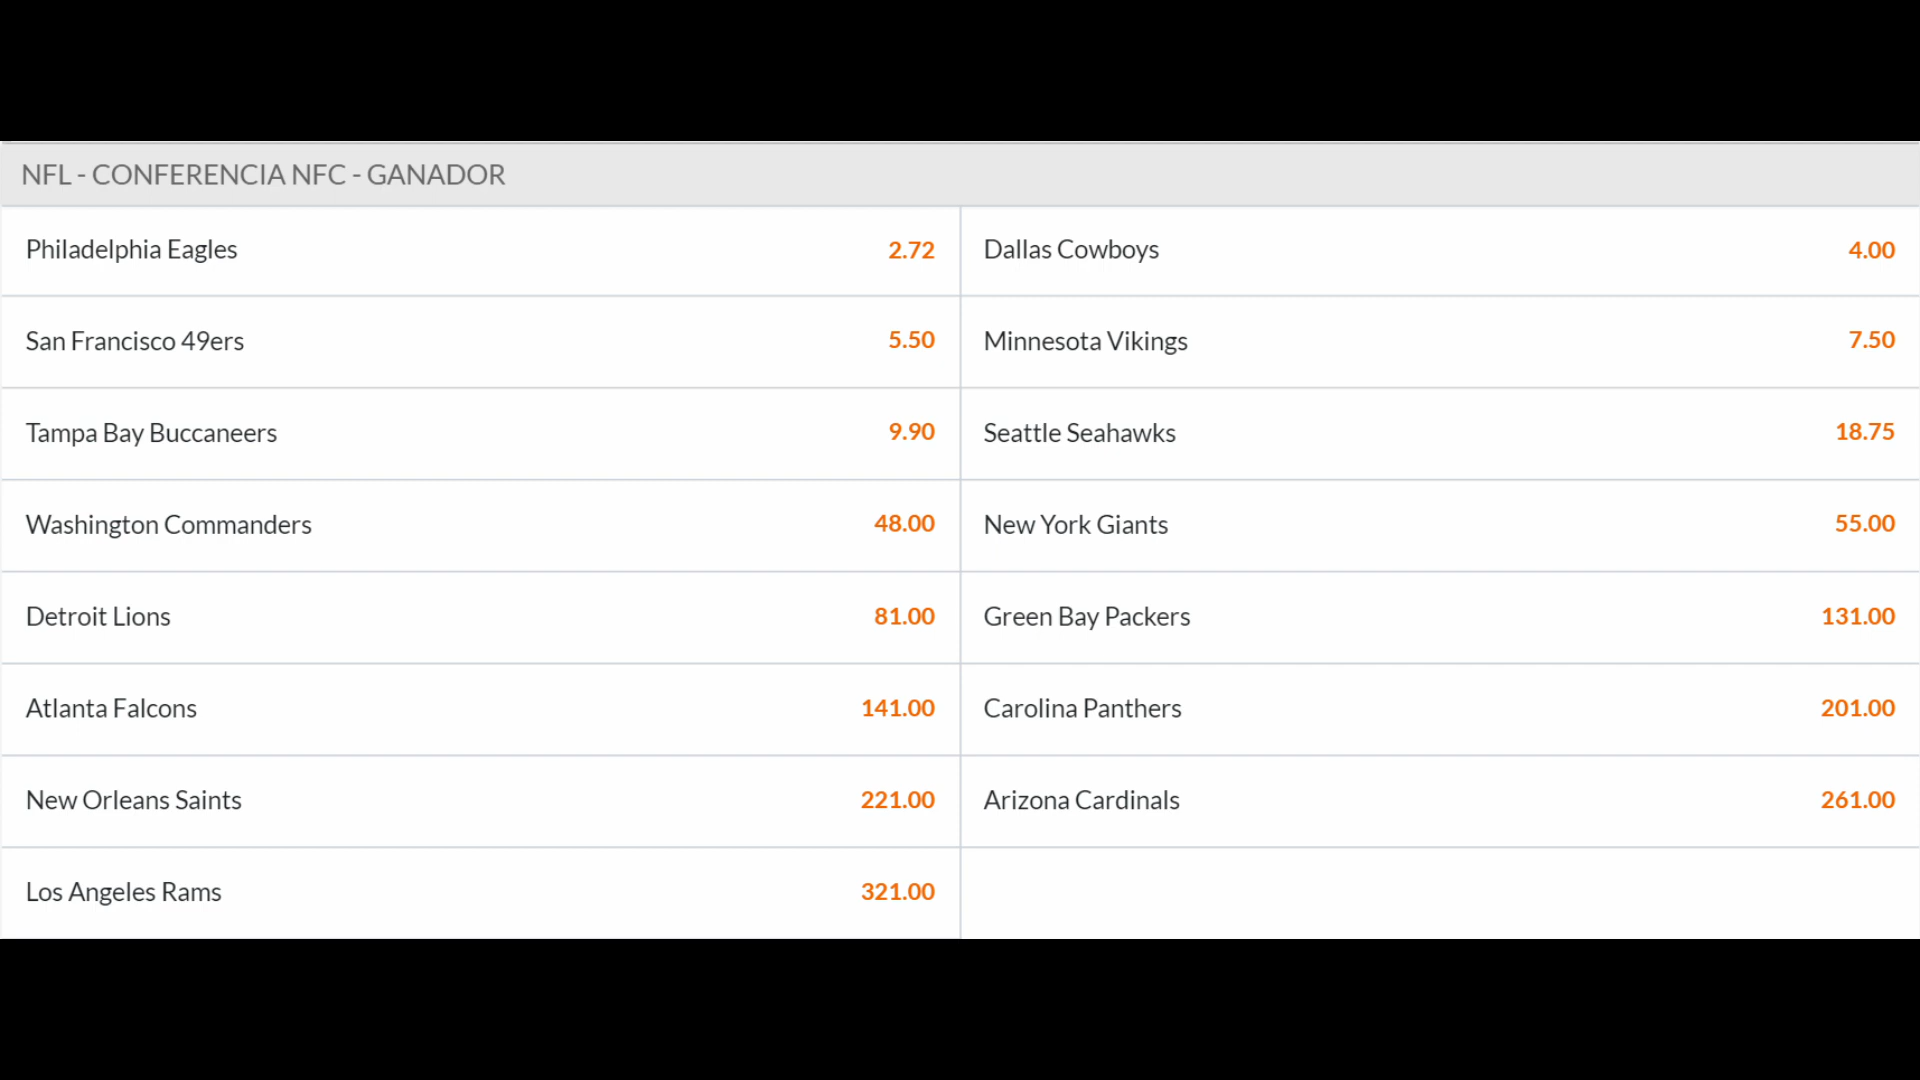 NFL - CONFERENCIA NFC - GANADOR
Philadelphia Eagles 2.72 Dallas Cowboys 4.00
San Francisco 49ers 5.50 Minnesota Vikings 7.50
Tampa Bay Buccaneers 9.90 Seattle Seahawks 18.75
Washington Commanders 48.00 New York Giants 55.00
Detroit Lions 81.00 Green Bay Packers 131.00
Atlanta Falcons 141.00 Carolina Panthers 201.00
New Orleans Saints 221.00 Arizona Cardinals 261.00
Los Angeles Rams 321.00